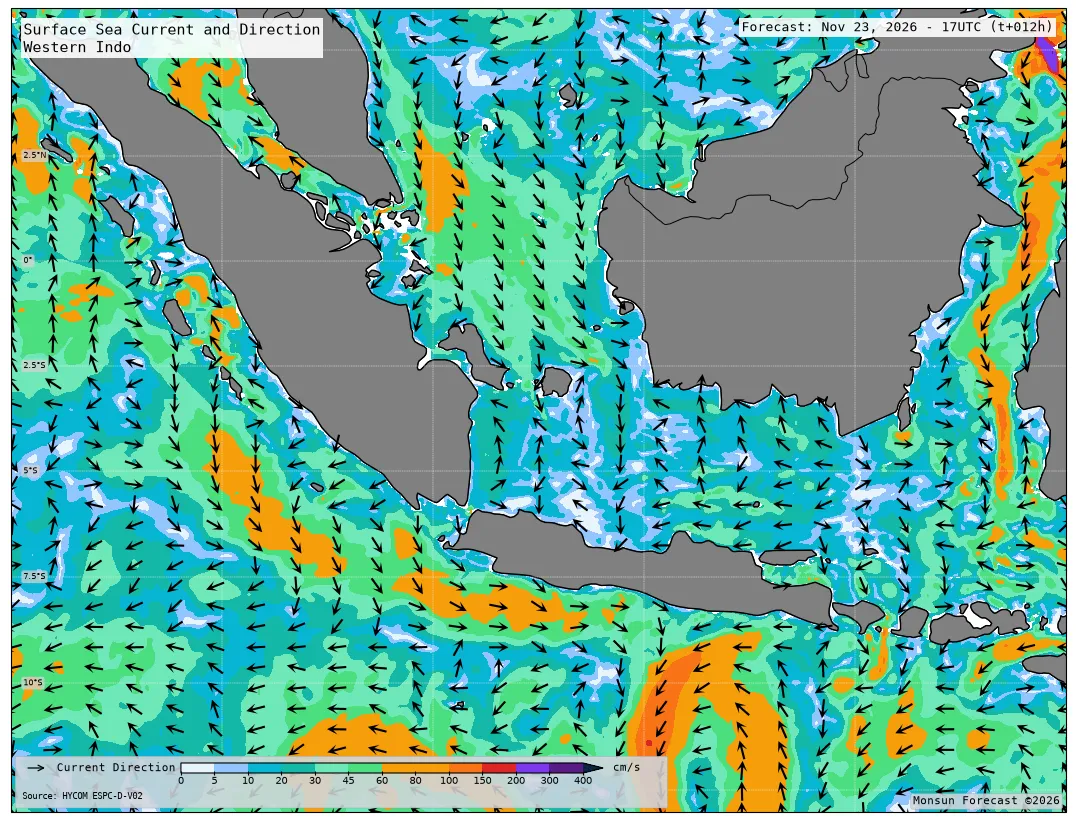 Surface Sea Current and Direction
Western Indo
Forecast: Nov 23, 2026 - 17UTC (t+012h)
2.5°N
0°
2.5°S
5°S
7.5°S
10°S
Current Direction
0 5 10 20 30 45 60 80 100 150 200 300 400
cm/s
Source: HYCOM ESPC-D-V02
Monsun Forecast ©2026